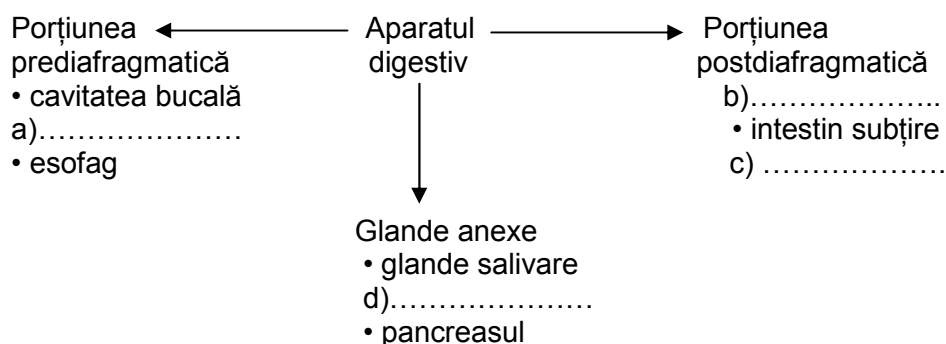 Porțiunea
prediafragmatică
• cavitatea bucală
a)…………………
• esofag
Aparatul
digestiv
Porțiunea
postdiafragmatică
b)………………..
• intestin subțire
c) ……………….
Glande anexe
• glande salivare
d)…………………
• pancreasul